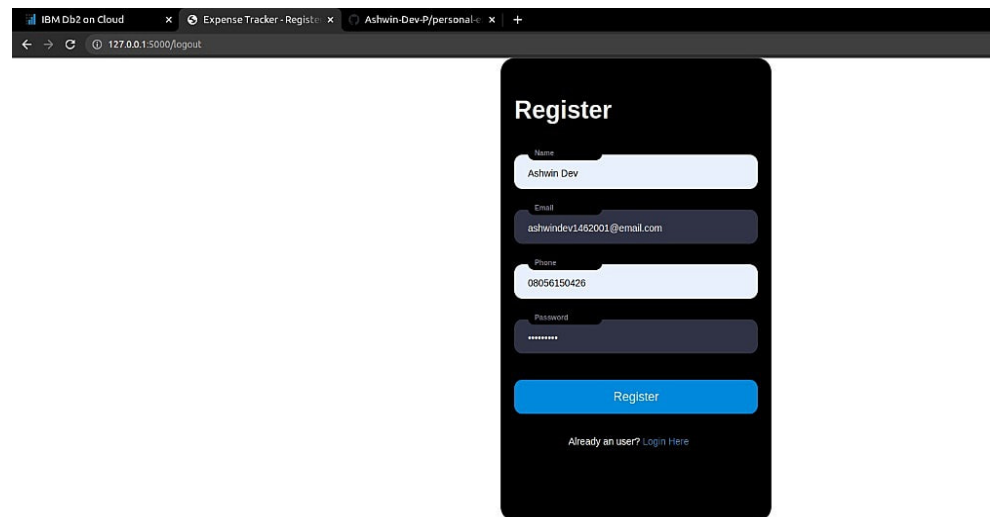 IBM Db2 on Cloud
Expense Tracker - Registe
Ashwin-Dev-P/personal-e
127.0.0.1:5000/logout
Register
Name
Ashwin Dev
Email
ashwindev1462001@email.com
Phone
08056150426
Password
•••••••••
Register
Already an user? Login Here